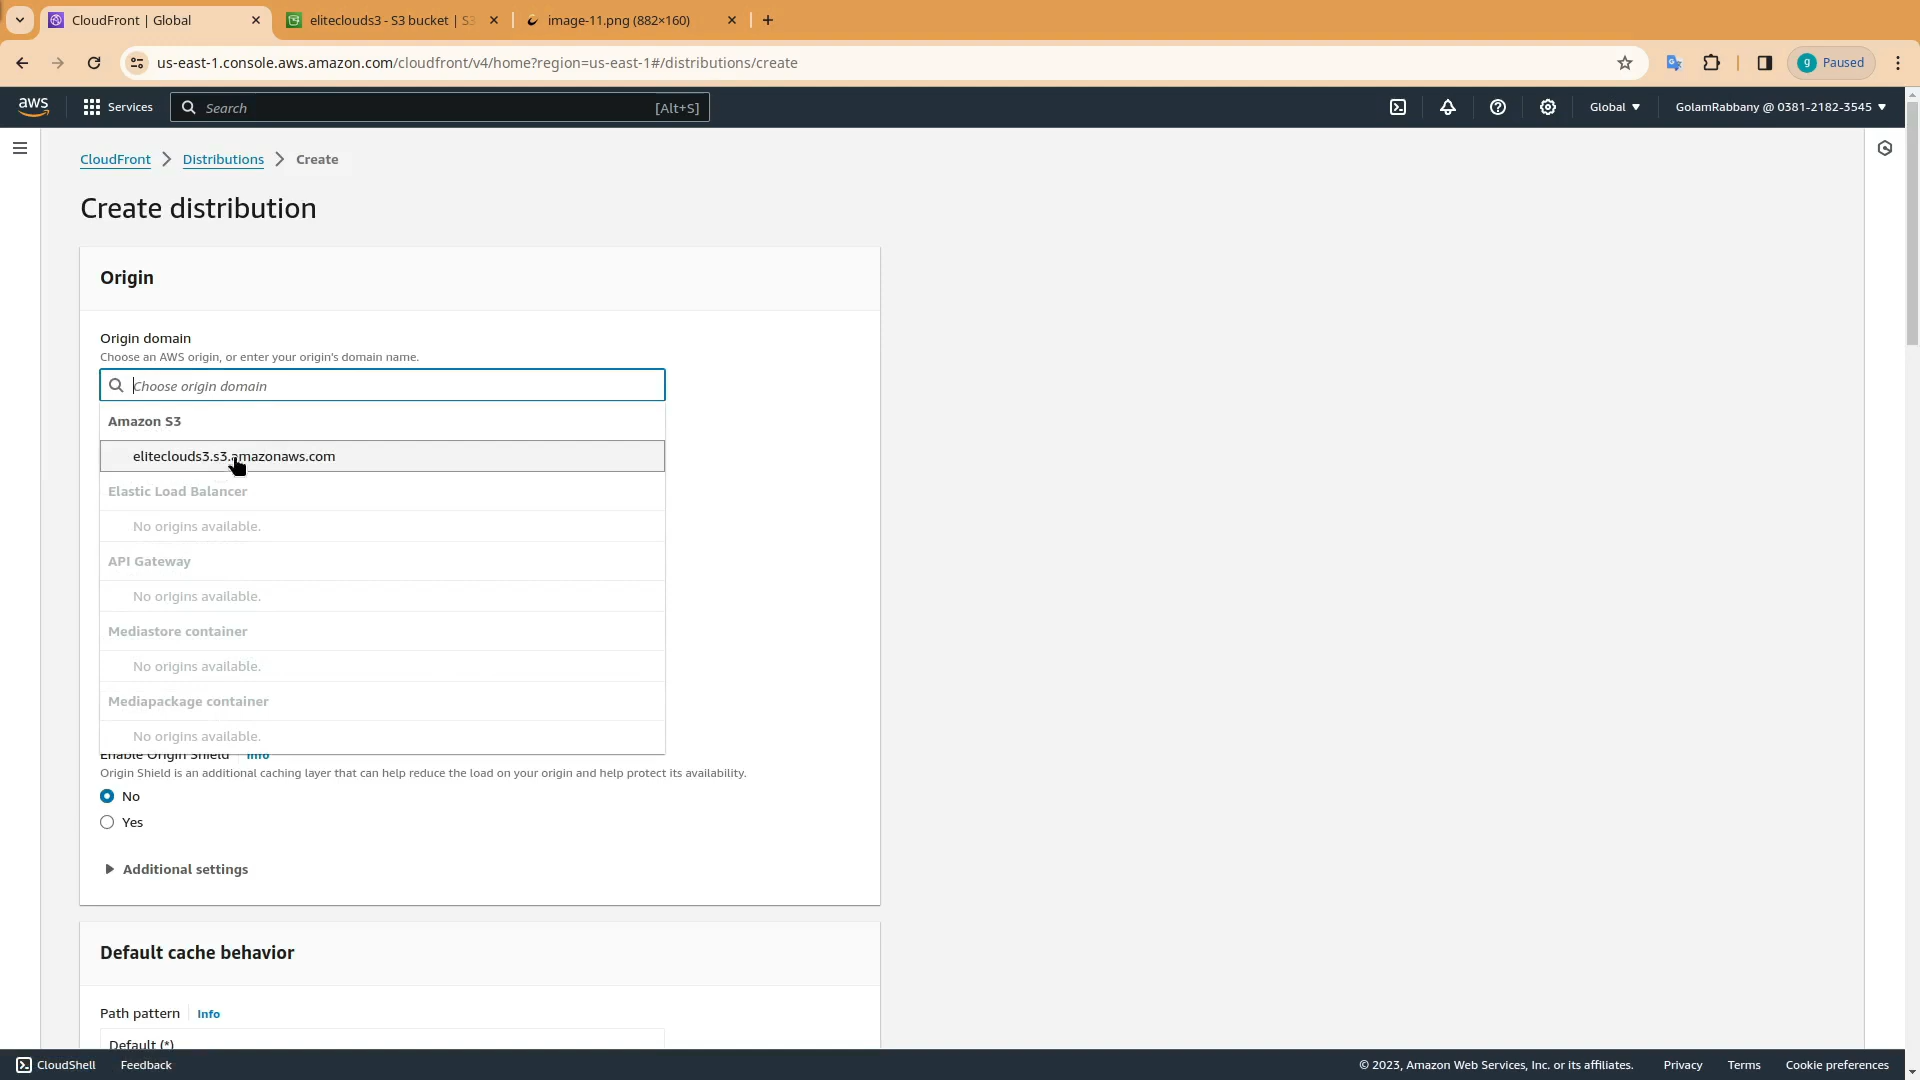 CloudFront | Global
eliteclouds3 - S3 bucket | S3
image-11.png (882×160)
us-east-1.console.aws.amazon.com/cloudfront/v4/home?region=us-east-1#/distributions/create
g Paused
aws
Services
Search [Alt+S]
Global
GolamRabbany @ 0381-2182-3545
CloudFront
Distributions
Create
Create distribution
Origin
Origin domain
Choose an AWS origin, or enter your origin's domain name.
Choose origin domain
Amazon S3
eliteclouds3.s3.amazonaws.com
Elastic Load Balancer
No origins available.
API Gateway
No origins available.
Mediastore container
No origins available.
Mediapackage container
No origins available.
Enable Origin Shield Info
Origin Shield is an additional caching layer that can help reduce the load on your origin and help protect its availability.
No
Yes
Additional settings
Default cache behavior
Path pattern Info
Default (*)
CloudShell
Feedback
© 2023, Amazon Web Services, Inc. or its affiliates.
Privacy
Terms
Cookie preferences